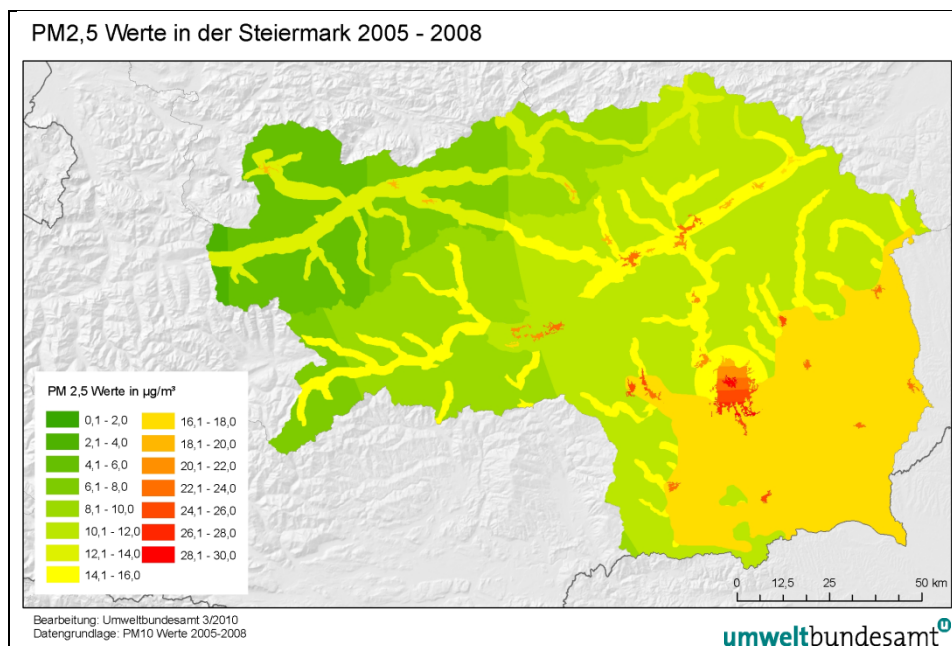 PM2,5 Werte in der Steiermark 2005 - 2008
PM 2,5 Werte in µg/m³
0,1 - 2,0
2,1 - 4,0
4,1 - 6,0
6,1 - 8,0
8,1 - 10,0
10,1 - 12,0
12,1 - 14,0
14,1 - 16,0
16,1 - 18,0
18,1 - 20,0
20,1 - 22,0
22,1 - 24,0
24,1 - 26,0
26,1 - 28,0
28,1 - 30,0
0 12,5 25 50 km
Bearbeitung: Umweltbundesamt 3/2010
Datengrundlage: PM10 Werte 2005-2008
umweltbundesamt u